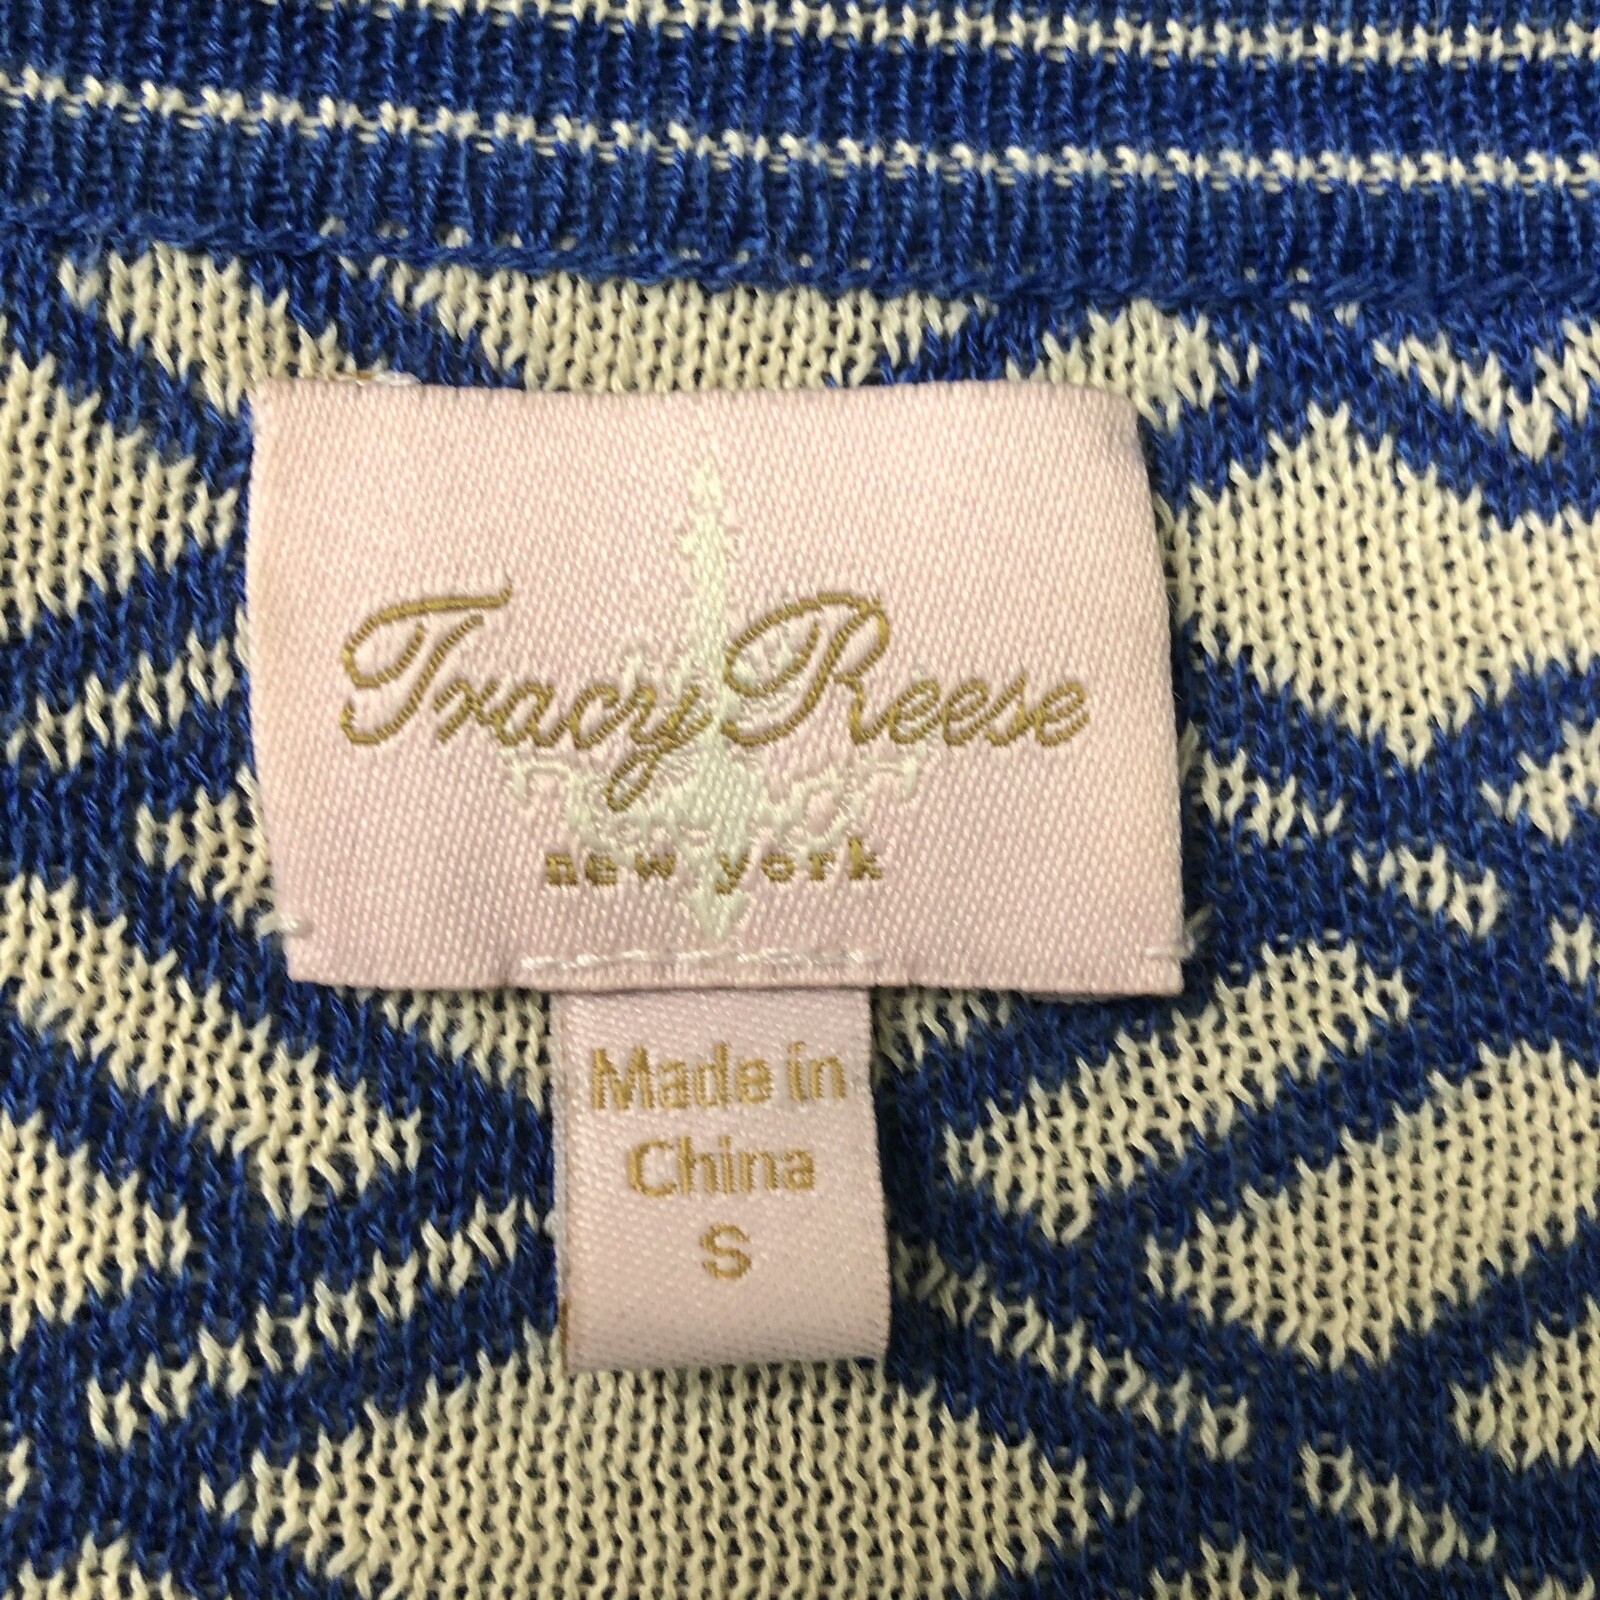 Tracy Reese
new york
Made in
China
S